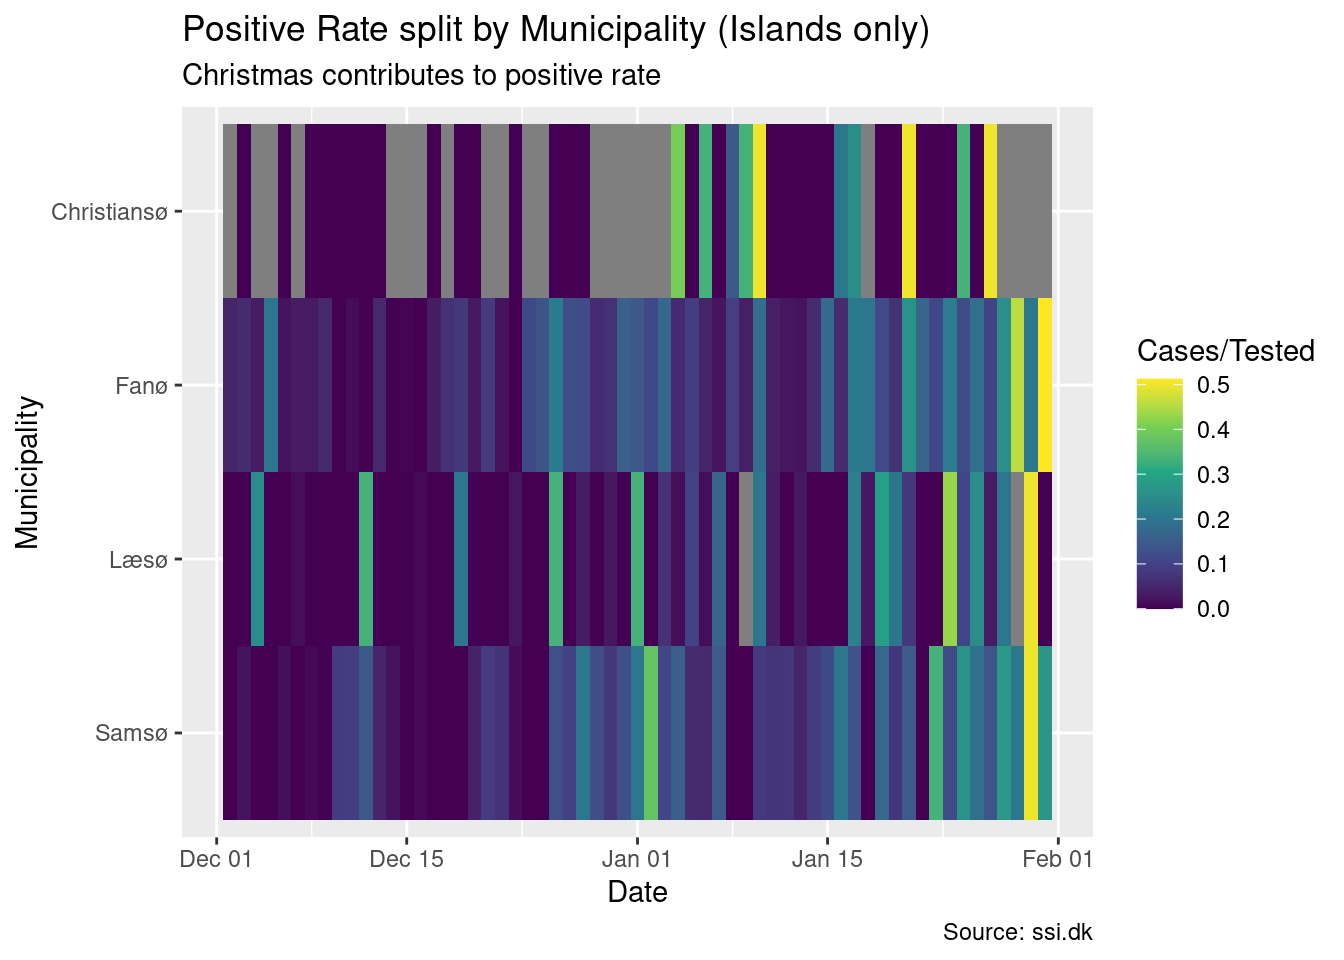 Positive Rate split by Municipality (Islands only)
Christmas contributes to positive rate
Municipality
Christiansø
Fanø
Læsø
Samsø
Dec 01
Dec 15
Jan 01
Jan 15
Feb 01
Date
Cases/Tested
0.5
0.4
0.3
0.2
0.1
0.0
Source: ssi.dk